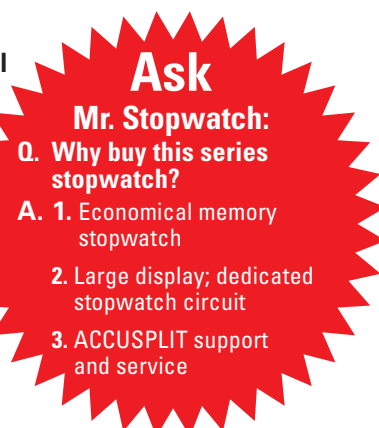 l
Ask
Mr. Stopwatch:
Q. Why buy this series
stopwatch?
A. 1. Economical memory
stopwatch
2. Large display; dedicated
stopwatch circuit
3. ACCUSPLIT support
and service